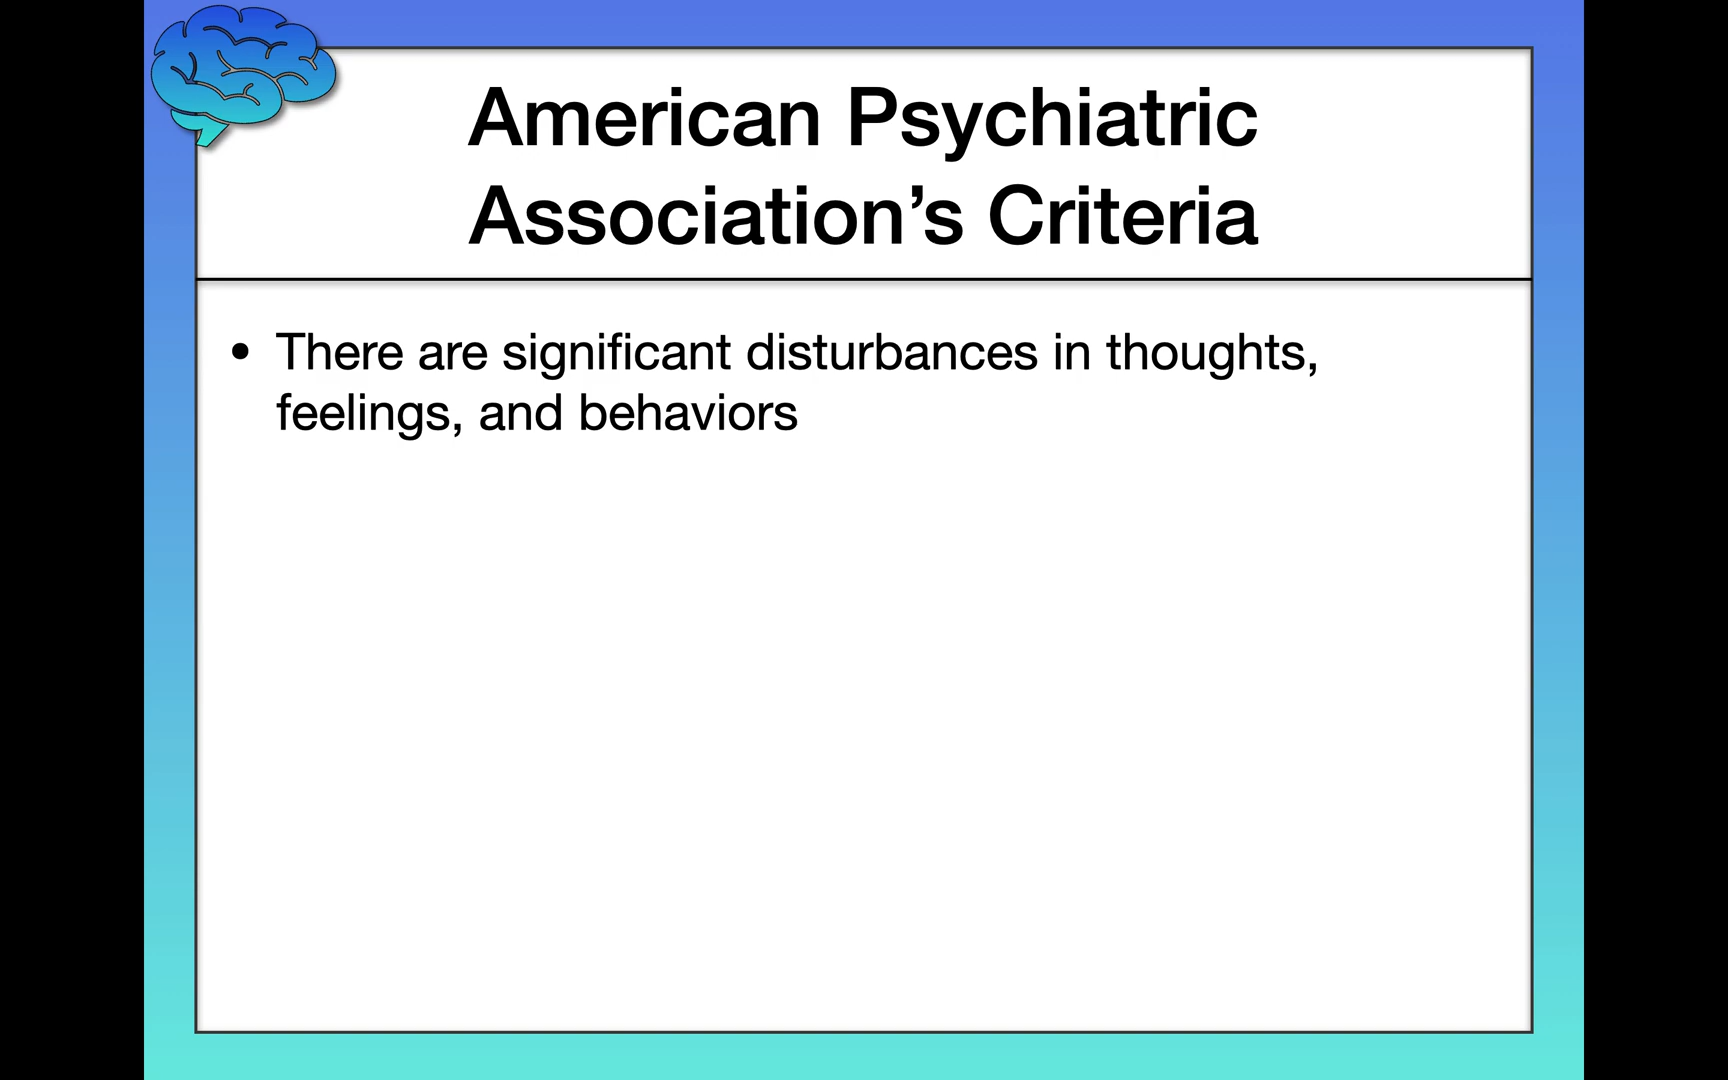 American Psychiatric
Association’s Criteria
• There are significant disturbances in thoughts,
feelings, and behaviors